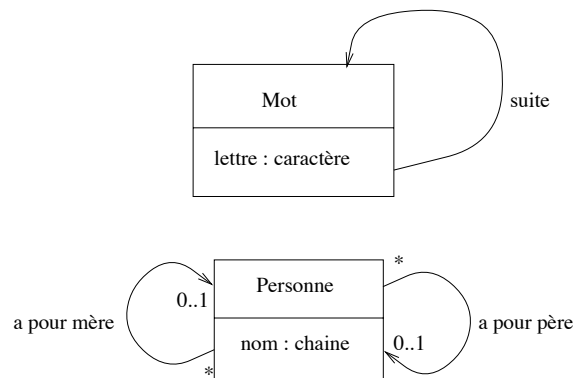 Mot
suite
lettre : caractère
*
Personne
0..1
a pour mère
a pour père
nom : chaine
0..1
*